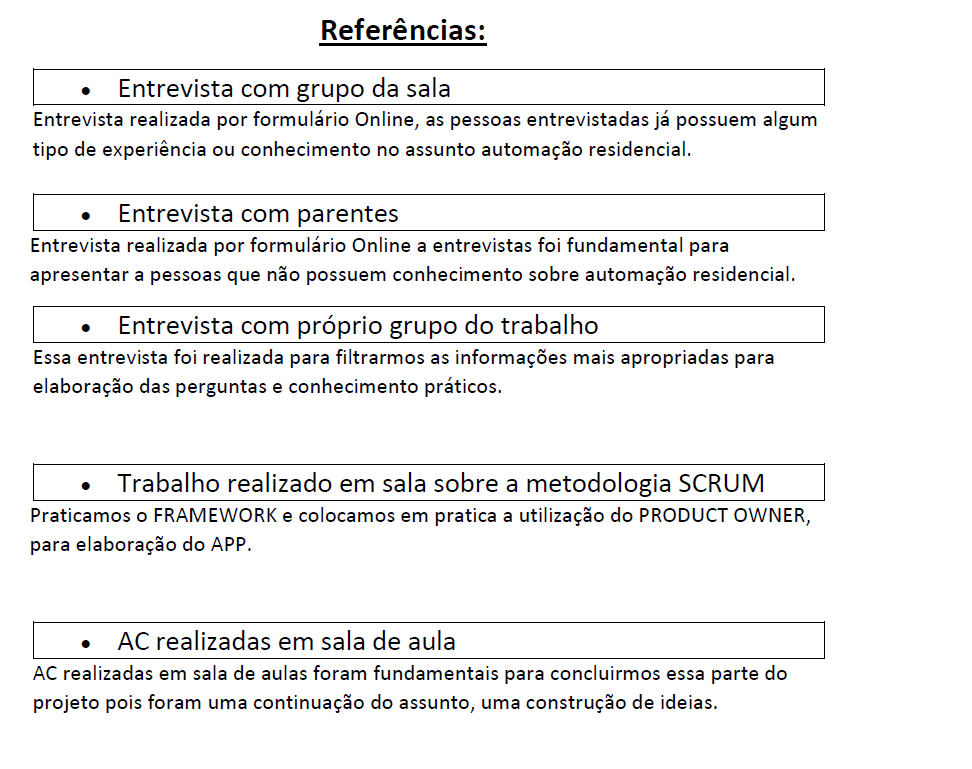 Referências:
• Entrevista com grupo da sala
Entrevista realizada por formulário Online, as pessoas entrevistadas já possuem algum
tipo de experiência ou conhecimento no assunto automação residencial.
• Entrevista com parentes
Entrevista realizada por formulário Online a entrevistas foi fundamental para
apresentar a pessoas que não possuem conhecimento sobre automação residencial.
• Entrevista com próprio grupo do trabalho
Essa entrevista foi realizada para filtrarmos as informações mais apropriadas para
elaboração das perguntas e conhecimento práticos.
• Trabalho realizado em sala sobre a metodologia SCRUM
Praticamos o FRAMEWORK e colocamos em pratica a utilização do PRODUCT OWNER,
para elaboração do APP.
• AC realizadas em sala de aula
AC realizadas em sala de aulas foram fundamentais para concluirmos essa parte do
projeto pois foram uma continuação do assunto, uma construção de ideias.